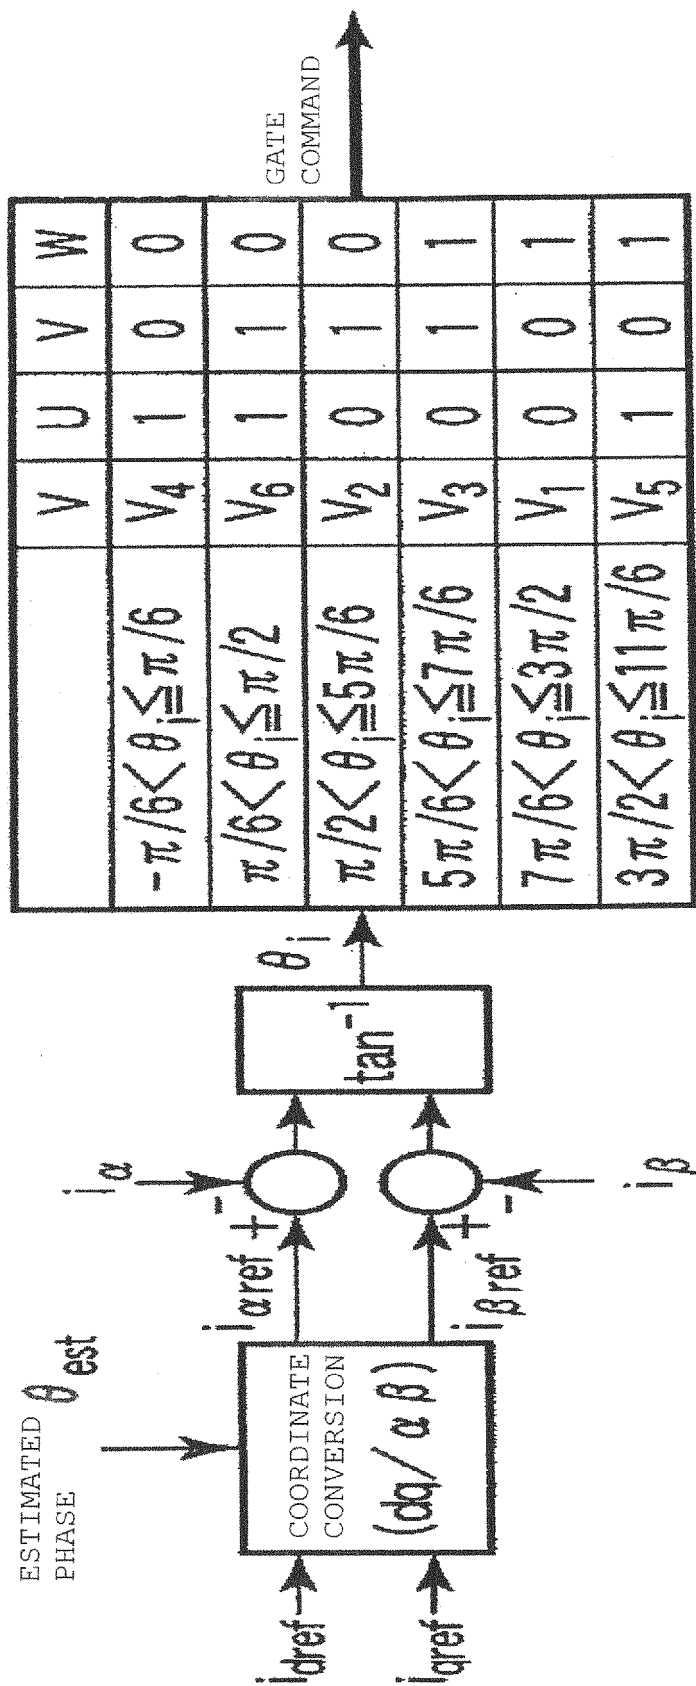 ESTIMATED
PHASE
θest
idref
iqref
COORDINATE
CONVERSION
(dq/αβ)
iαref
iβref
+
-
+
-
iα
iβ
tan⁻¹
θi
V U V W
-π/6<θi≦π/6 V4 1 0 0
π/6<θi≦π/2 V6 1 1 0
π/2<θi≦5π/6 V2 0 1 0
5π/6<θi≦7π/6 V3 0 1 1
7π/6<θi≦3π/2 V1 0 0 1
3π/2<θi≦11π/6 V5 1 0 1
GATE
COMMAND